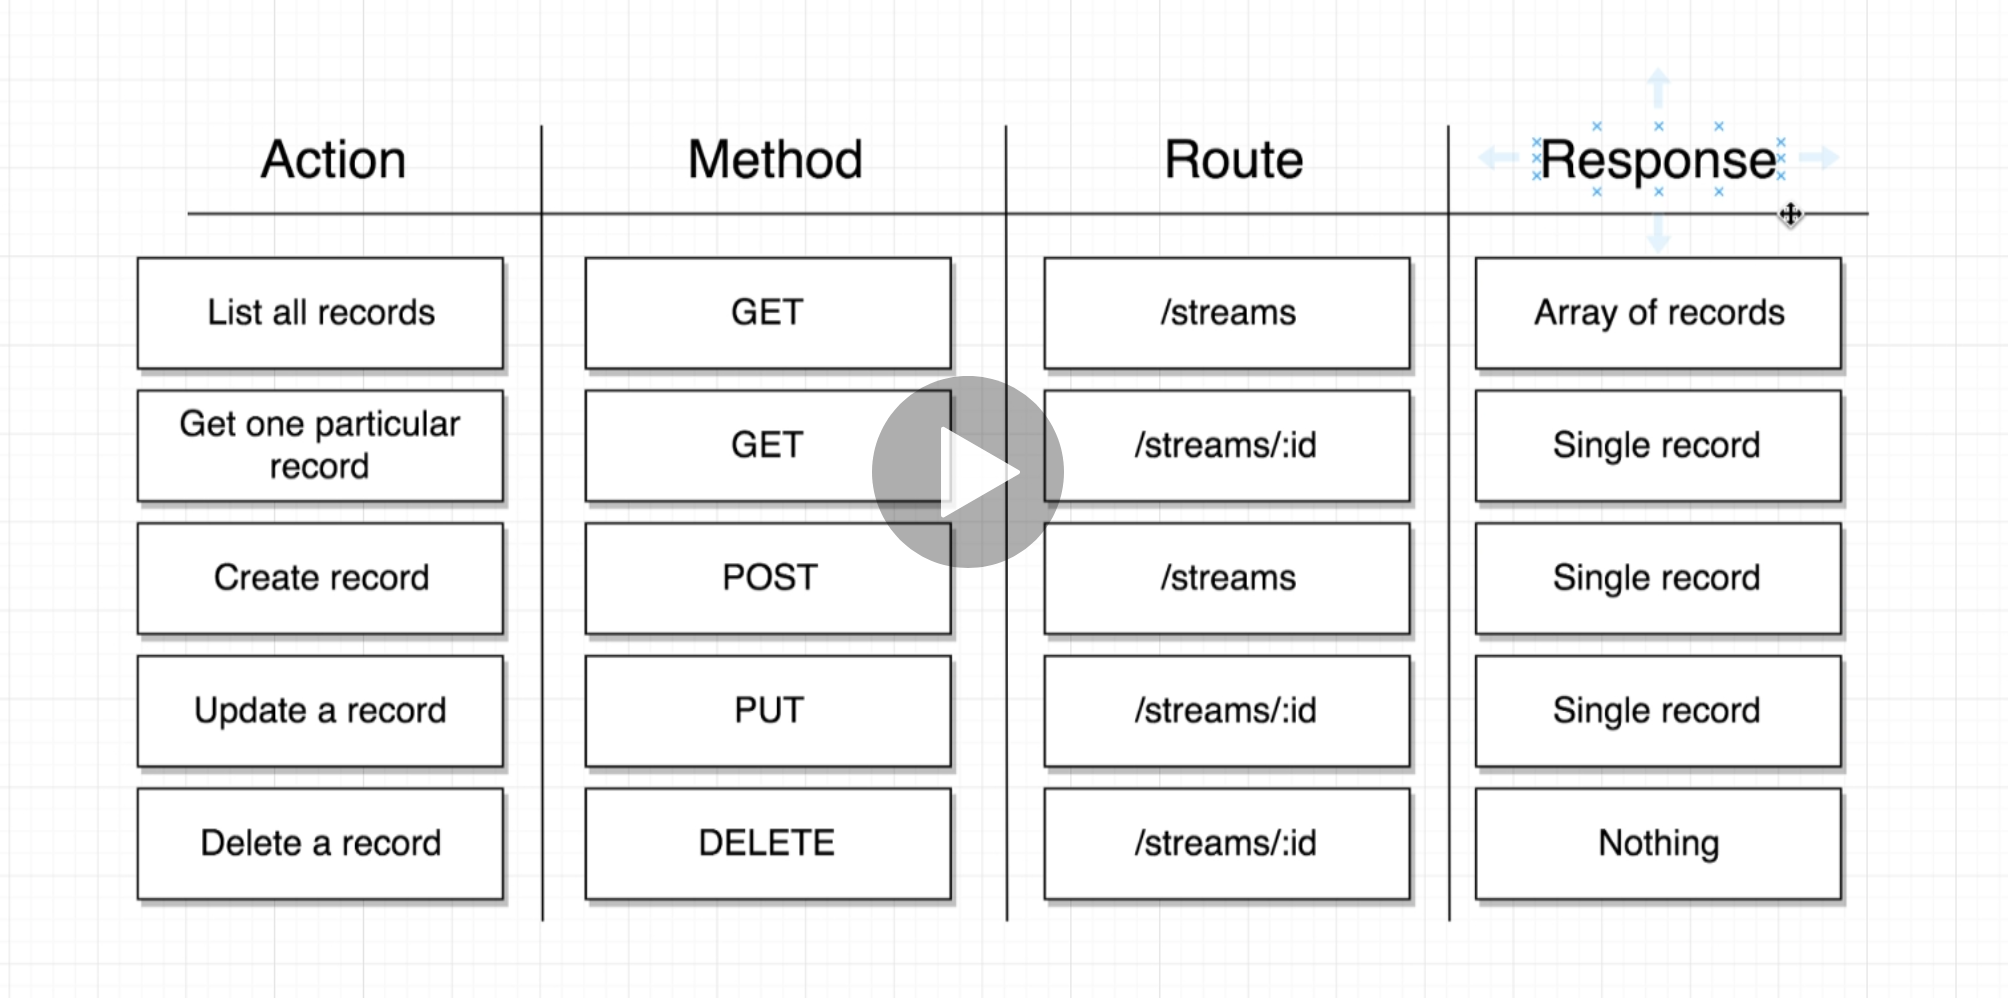 Action Method Route Response
List all records GET /streams Array of records
Get one particular
record GET /streams/:id Single record
Create record POST /streams Single record
Update a record PUT /streams/:id Single record
Delete a record DELETE /streams/:id Nothing